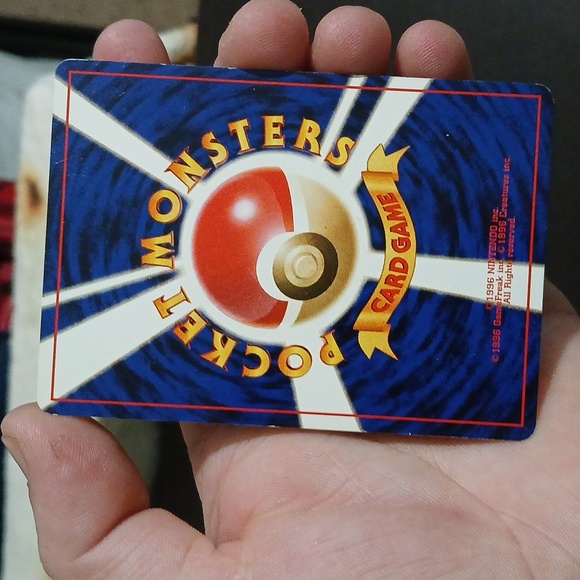 POCKET MONSTERS
CARD GAME
©1996 NINTENDO inc.
©1996 GameFreak inc. ©1996 Creatures inc.
All Rights reserved.